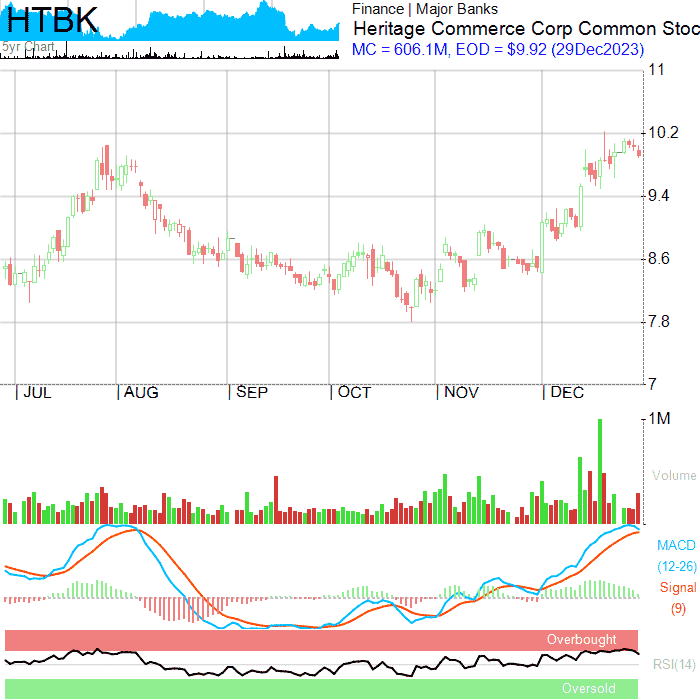 HTBK
5yr Chart
Finance | Major Banks
Heritage Commerce Corp Common Stoc
MC = 606.1M, EOD = $9.92 (29Dec2023)
11
10.2
9.4
8.6
7.8
7
JUL AUG SEP OCT NOV DEC
1M
Volume
MACD
(12-26)
Signal
(9)
Overbought
RSI(14)
Oversold